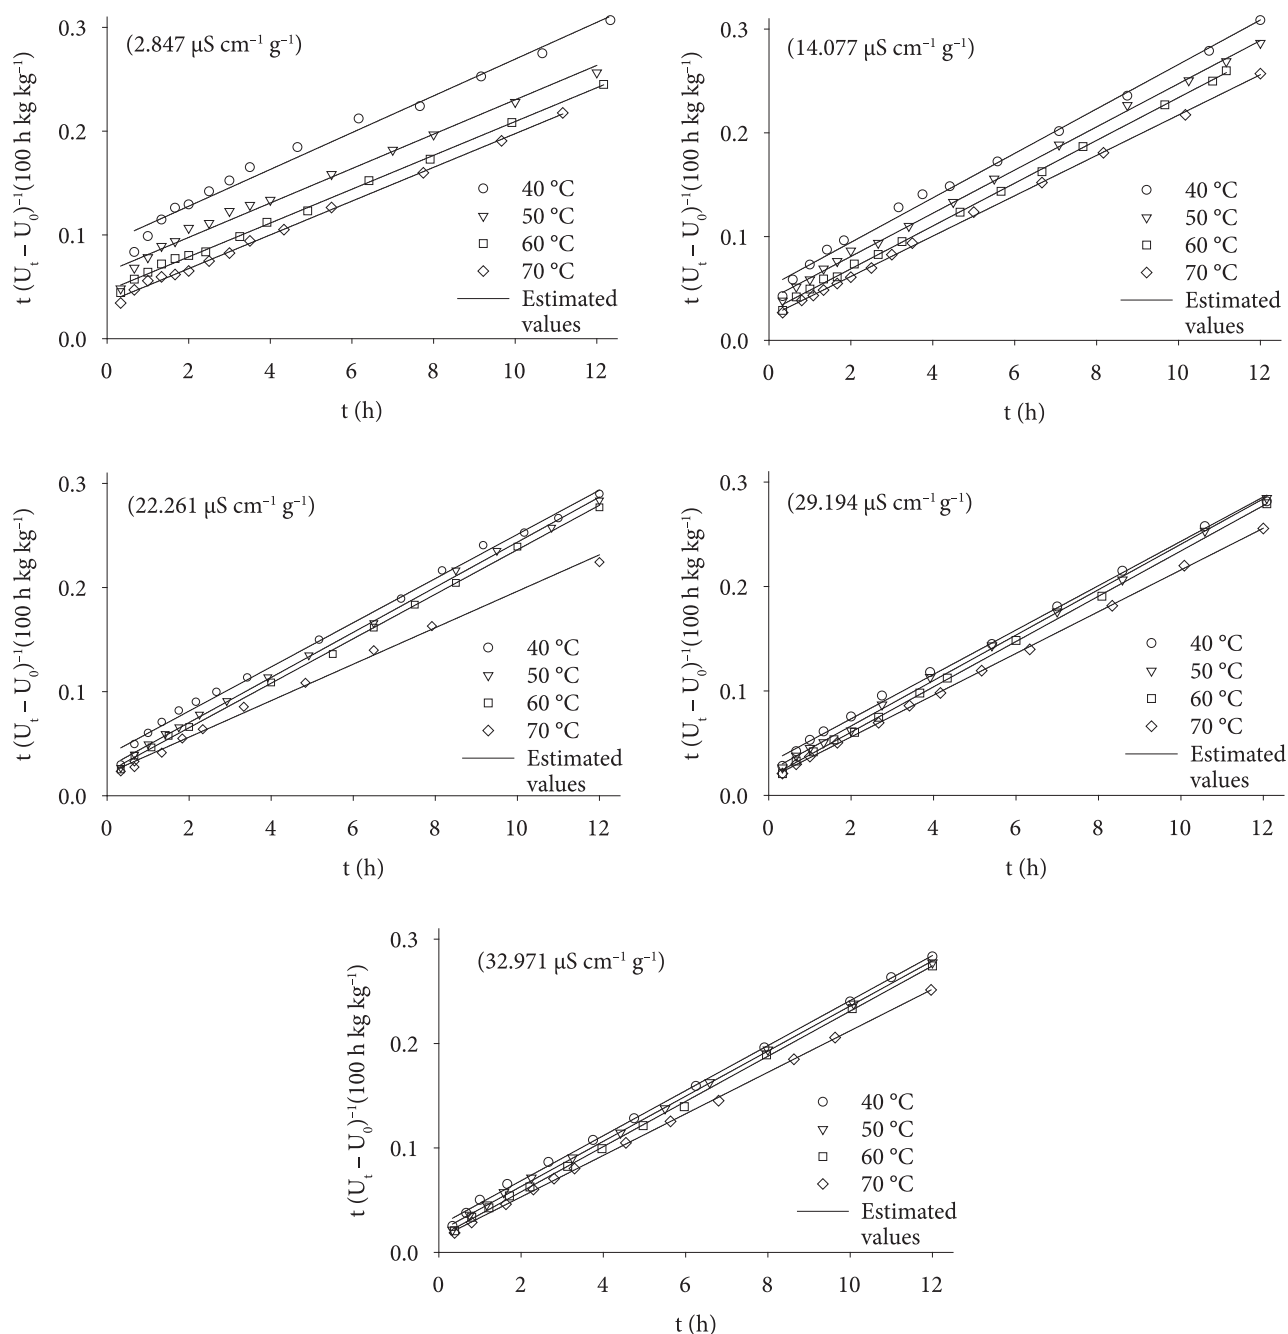 (2.847 μS cm⁻¹ g⁻¹)
t (Uₜ – U₀)⁻¹(100 h kg kg⁻¹)
0.3
0.2
0.1
0.0
40 °C
50 °C
60 °C
70 °C
Estimated
values
0 2 4 6 8 10 12
t (h)
(14.077 μS cm⁻¹ g⁻¹)
t (Uₜ – U₀)⁻¹(100 h kg kg⁻¹)
0.3
0.2
0.1
0.0
40 °C
50 °C
60 °C
70 °C
Estimated
values
0 2 4 6 8 10 12
t (h)
(22.261 μS cm⁻¹ g⁻¹)
t (Uₜ – U₀)⁻¹(100 h kg kg⁻¹)
0.3
0.2
0.1
0.0
40 °C
50 °C
60 °C
70 °C
Estimated
values
0 2 4 6 8 10 12
t (h)
(29.194 μS cm⁻¹ g⁻¹)
t (Uₜ – U₀)⁻¹(100 h kg kg⁻¹)
0.3
0.2
0.1
0.0
40 °C
50 °C
60 °C
70 °C
Estimated
values
0 2 4 6 8 10 12
t (h)
(32.971 μS cm⁻¹ g⁻¹)
t (Uₜ – U₀)⁻¹(100 h kg kg⁻¹)
0.3
0.2
0.1
0.0
40 °C
50 °C
60 °C
70 °C
Estimated
values
0 2 4 6 8 10 12
t (h)